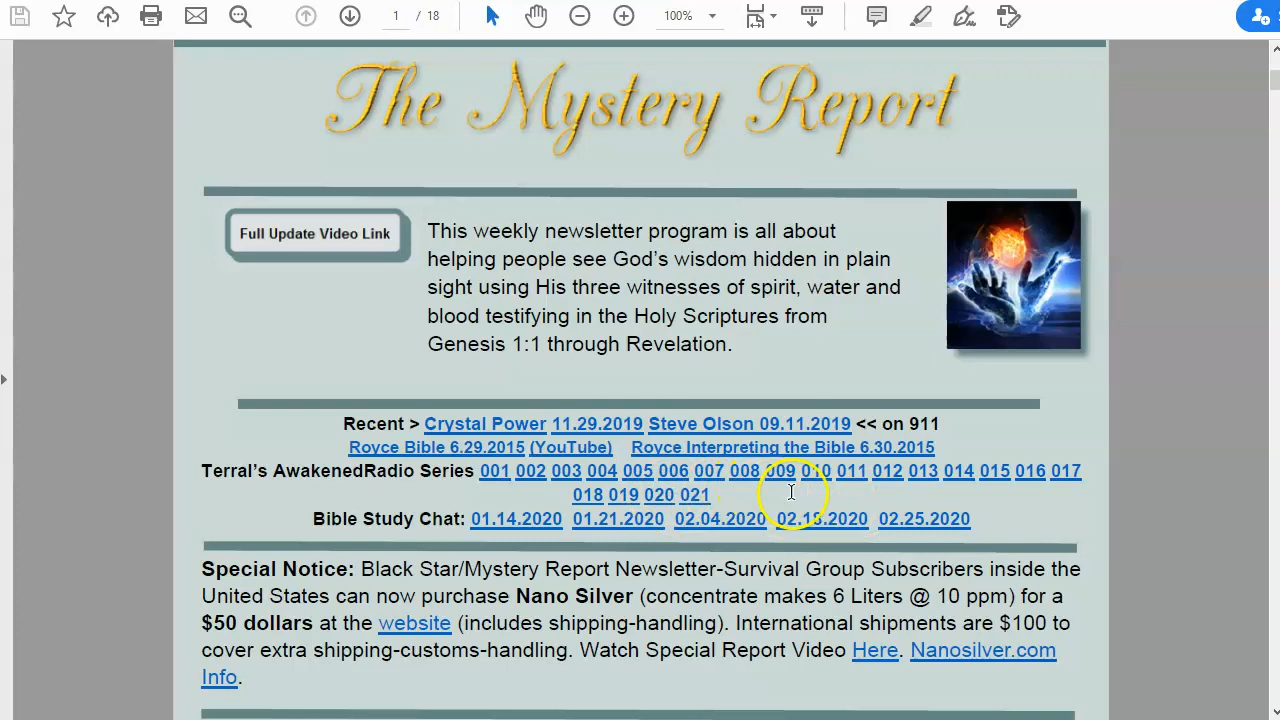 1 / 18
100%
The Mystery Report
Full Update Video Link
This weekly newsletter program is all about
helping people see God's wisdom hidden in plain
sight using His three witnesses of spirit, water and
blood testifying in the Holy Scriptures from
Genesis 1:1 through Revelation.
Recent > Crystal Power 11.29.2019 Steve Olson 09.11.2019 << on 911
Royce Bible 6.29.2015 (YouTube) Royce Interpreting the Bible 6.30.2015
Terral's AwakenedRadio Series 001 002 003 004 005 006 007 008 009 010 011 012 013 014 015 016 017
018 019 020 021
Bible Study Chat: 01.14.2020 01.21.2020 02.04.2020 02.18.2020 02.25.2020
Special Notice: Black Star/Mystery Report Newsletter-Survival Group Subscribers inside the
United States can now purchase Nano Silver (concentrate makes 6 Liters @ 10 ppm) for a
$50 dollars at the website (includes shipping-handling). International shipments are $100 to
cover extra shipping-customs-handling. Watch Special Report Video Here. Nanosilver.com
Info.